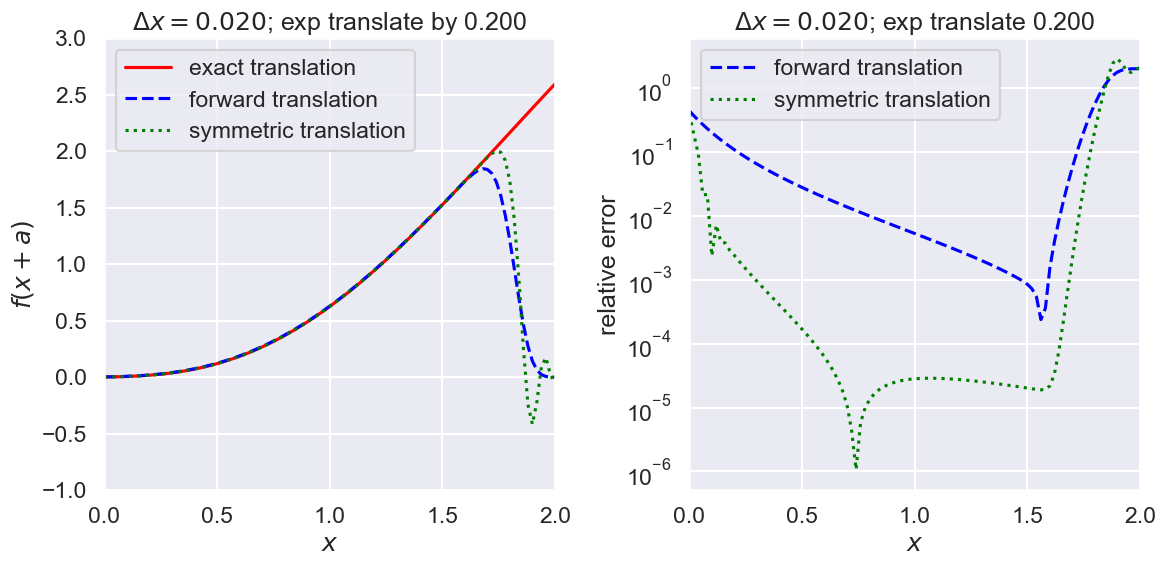 Δx = 0.020; exp translate by 0.200
3.0
2.5
2.0
1.5
1.0
0.5
0.0
−0.5
−1.0
f(x + a)
exact translation
forward translation
symmetric translation
0.0 0.5 1.0 1.5 2.0
x
Δx = 0.020; exp translate 0.200
10⁰
10⁻¹
10⁻²
10⁻³
10⁻⁴
10⁻⁵
10⁻⁶
relative error
forward translation
symmetric translation
0.0 0.5 1.0 1.5 2.0
x